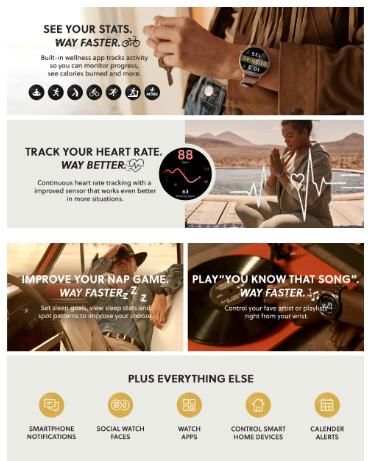 SEE YOUR STATS.
WAY FASTER.
Built-in wellness app tracks activity
so you can monitor progress,
see calories burned and more.
+
MORE
TRACK YOUR HEART RATE.
WAY BETTER.
Continuous heart rate tracking with a
improved sensor that works even better
in more situations.
88
63
IMPROVE YOUR NAP GAME.
WAY FASTER.
z z z
Set sleep goals, view sleep stats and
spot patterns to improve your snooze
PLAY“YOU KNOW THAT SONG”.
WAY FASTER.
Control your fave artist or playlist
right from your wrist.
PLUS EVERYTHING ELSE
SMARTPHONE
NOTIFICATIONS
SOCIAL WATCH
FACES
WATCH
APPS
CONTROL SMART
HOME DEVICES
CALENDER
ALERTS